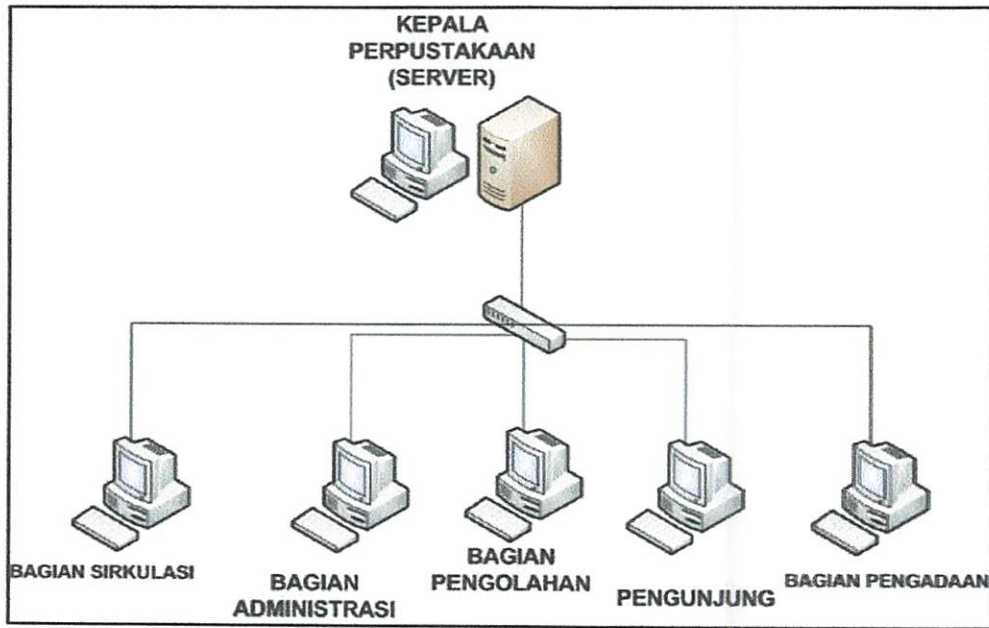 KEPALA
PERPUSTAKAAN
(SERVER)
BAGIAN SIRKULASI
BAGIAN
ADMINISTRASI
BAGIAN
PENGOLAHAN
PENGUNJUNG
BAGIAN PENGADAAN